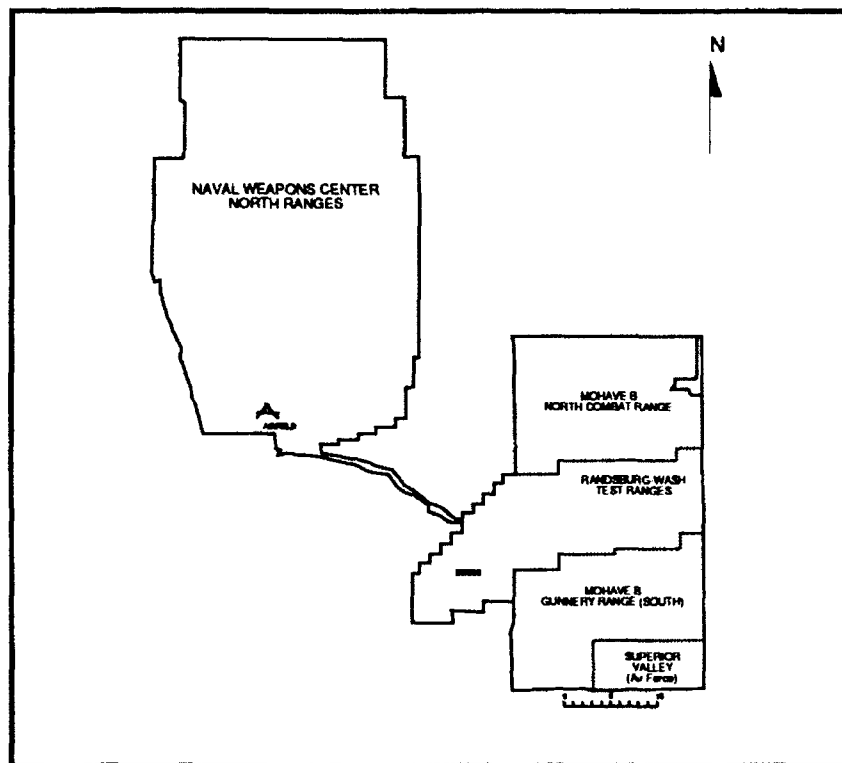 N
NAVAL WEAPONS CENTER
NORTH RANGES
MOHAVE B
NORTH COMBAT RANGE
AIRFIELD
RANDSBURG WASH
TEST RANGES
MOHAVE B
GUNNERY RANGE (SOUTH)
SUPERIOR
VALLEY
(Air Force)